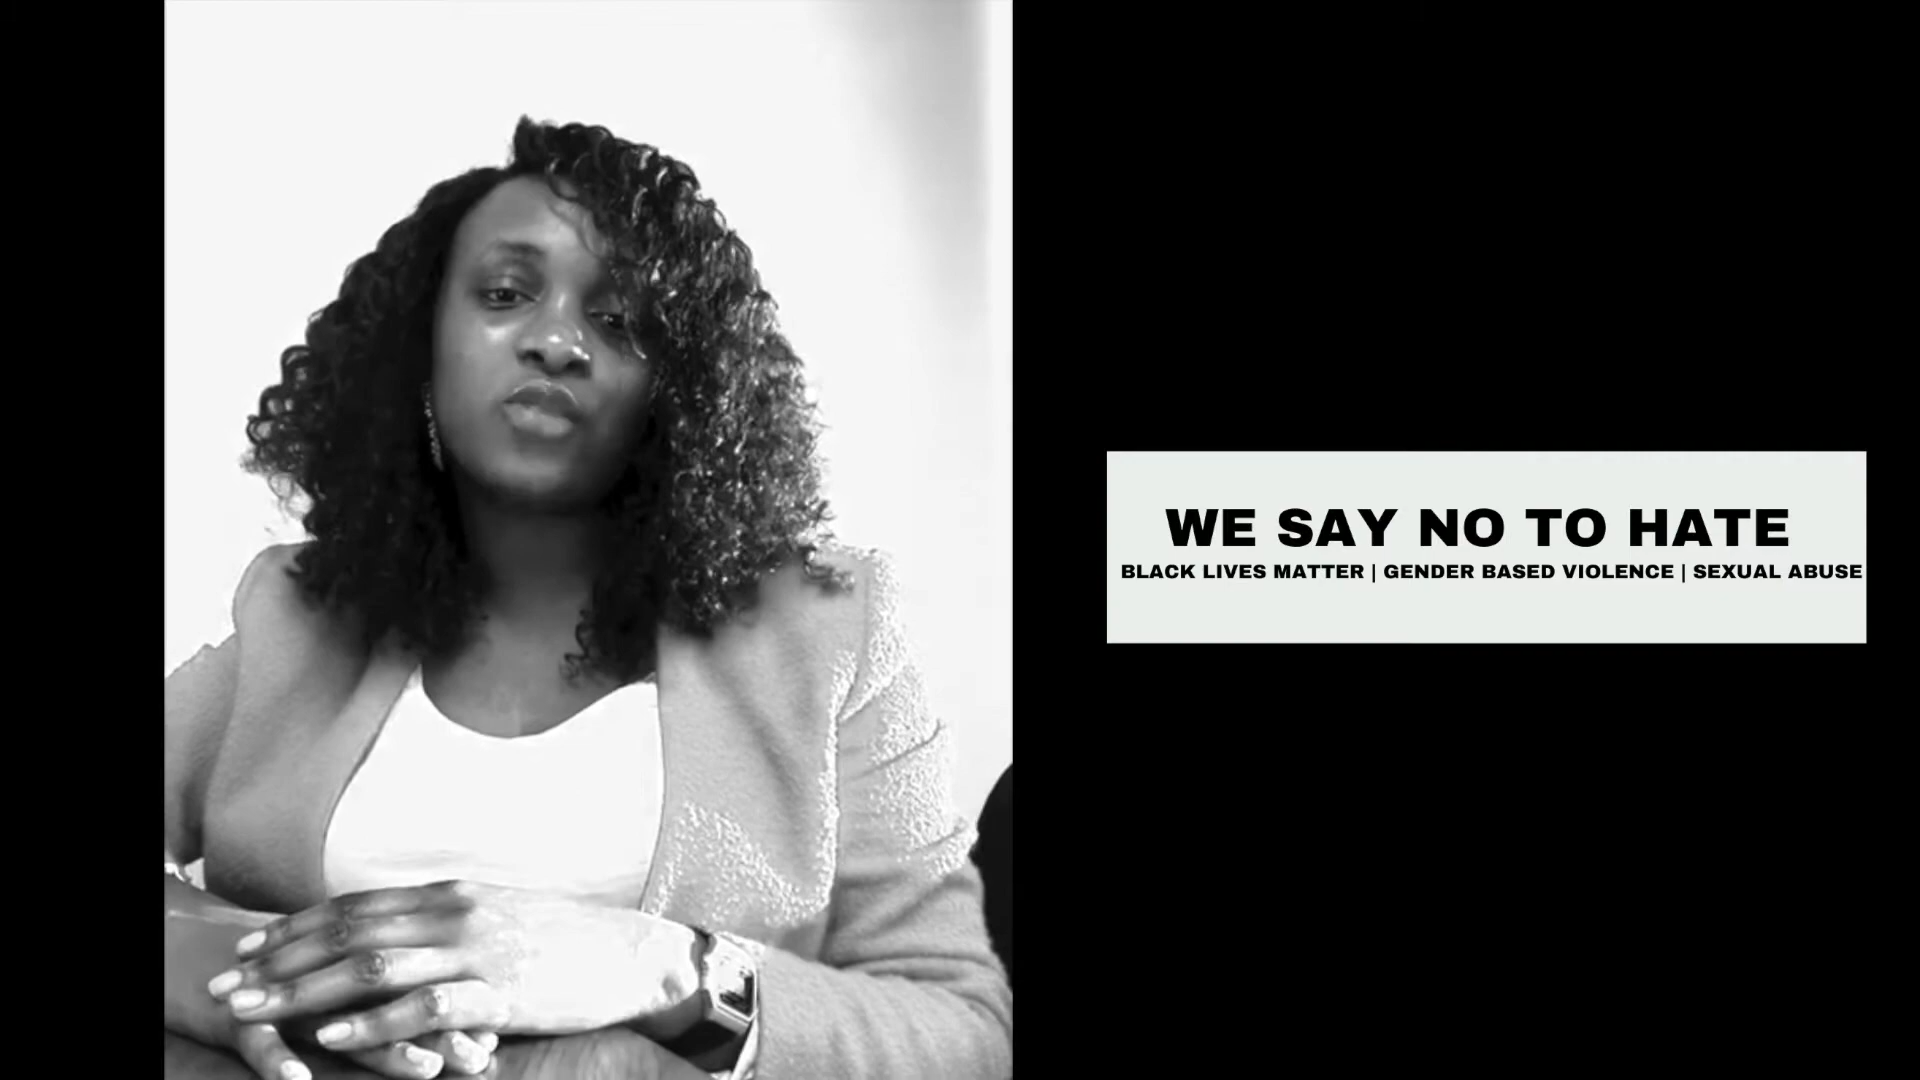 WE SAY NO TO HATE
BLACK LIVES MATTER | GENDER BASED VIOLENCE | SEXUAL ABUSE